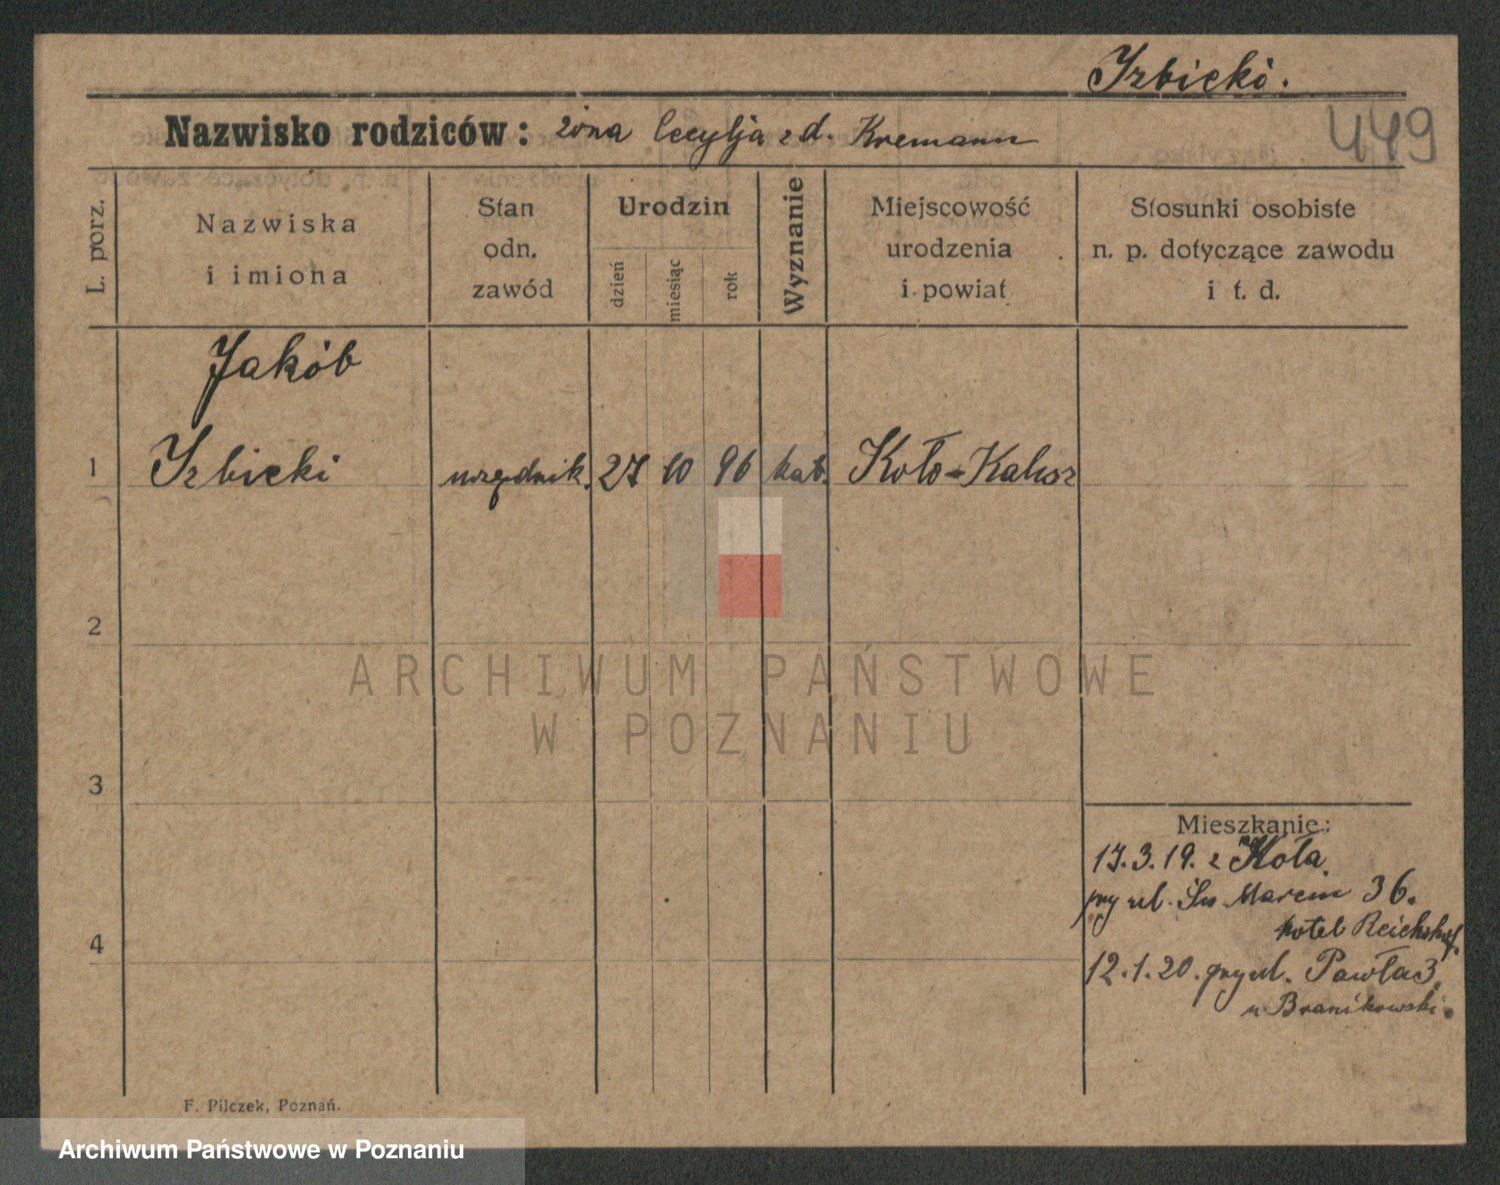 Izbicki.
Nazwisko rodziców: żona Cecylja z d. Kremann
449
L. porz.
Nazwiska
i imiona
Stan
odn.
zawód
Urodzin
dzień
miesiąc
rok
Wyznanie
Miejscowość
urodzenia
i powiat
Stosunki osobiste
n. p. dotyczące zawodu
i t. d.
Jakób
1 Izbicki urzędnik. 27 10 96 kat. Koło-Kalisz
2
ARCHIWUM PAŃSTWOWE
W POZNANIU
3
Mieszkanie:
17.3.19. z Koła.
przy ul. Św Marcin 36.
hotel Reichshof.
4
12.1.20. przy ul. Pawła 3.
u Branikowski.
F. Pilczek, Poznań.
Archiwum Państwowe w Poznaniu